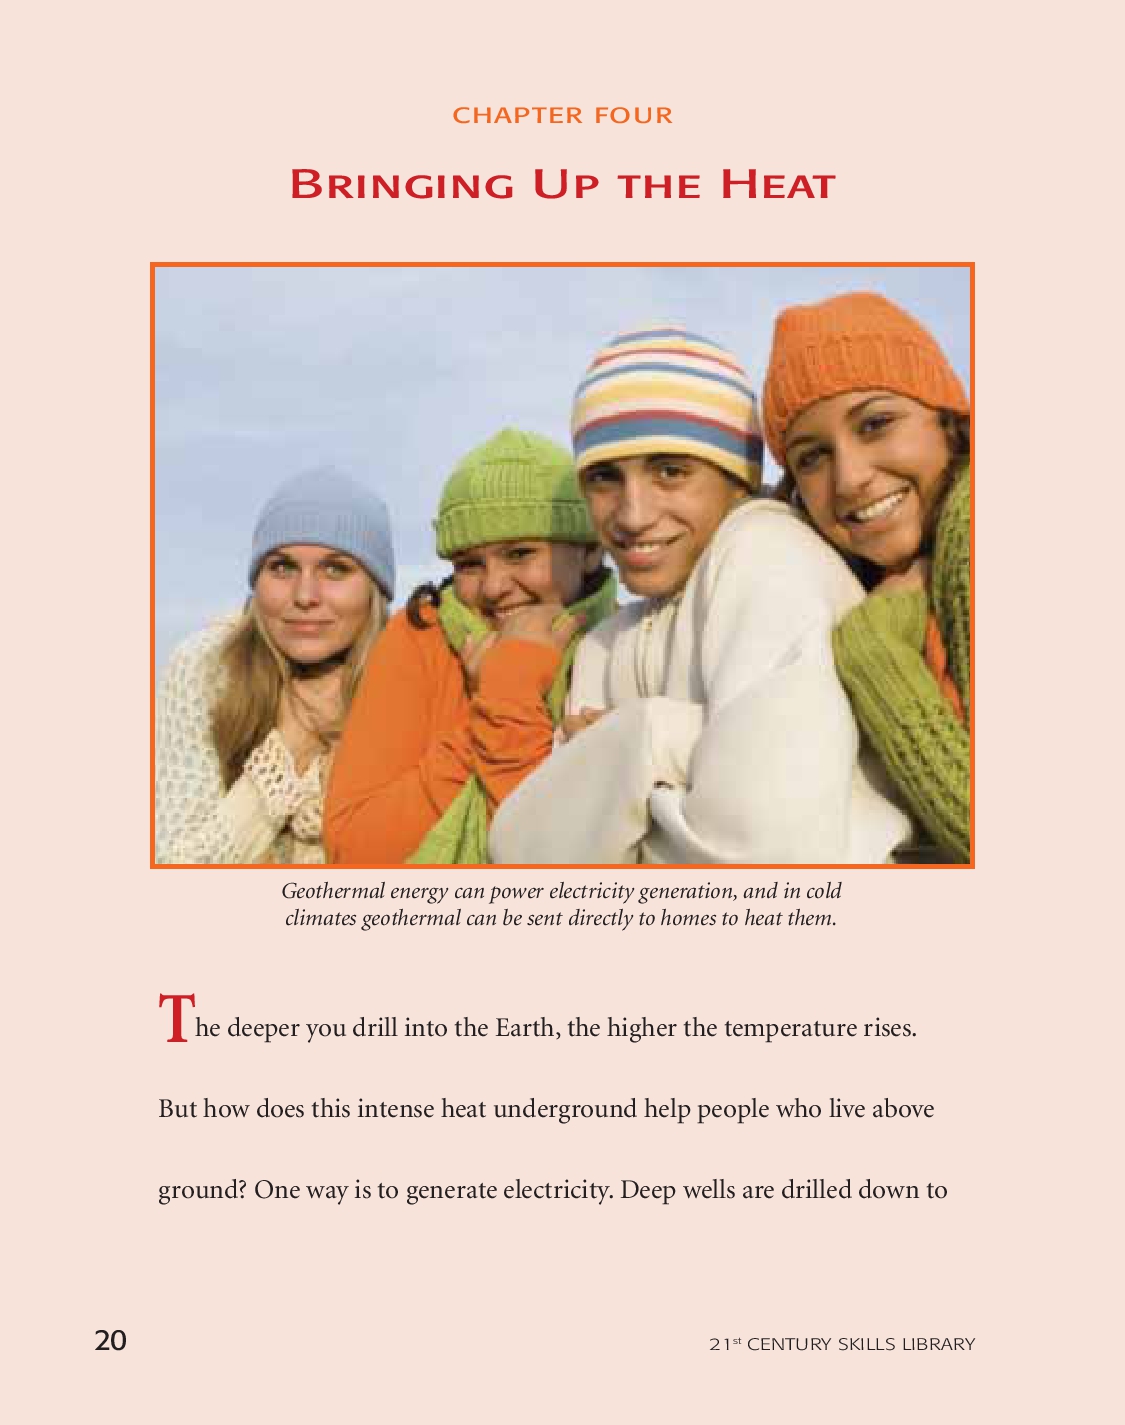 CHAPTER FOUR
BRINGING UP THE HEAT
Geothermal energy can power electricity generation, and in cold
climates geothermal can be sent directly to homes to heat them.
The deeper you drill into the Earth, the higher the temperature rises.
But how does this intense heat underground help people who live above
ground? One way is to generate electricity. Deep wells are drilled down to
20
21st CENTURY SKILLS LIBRARY